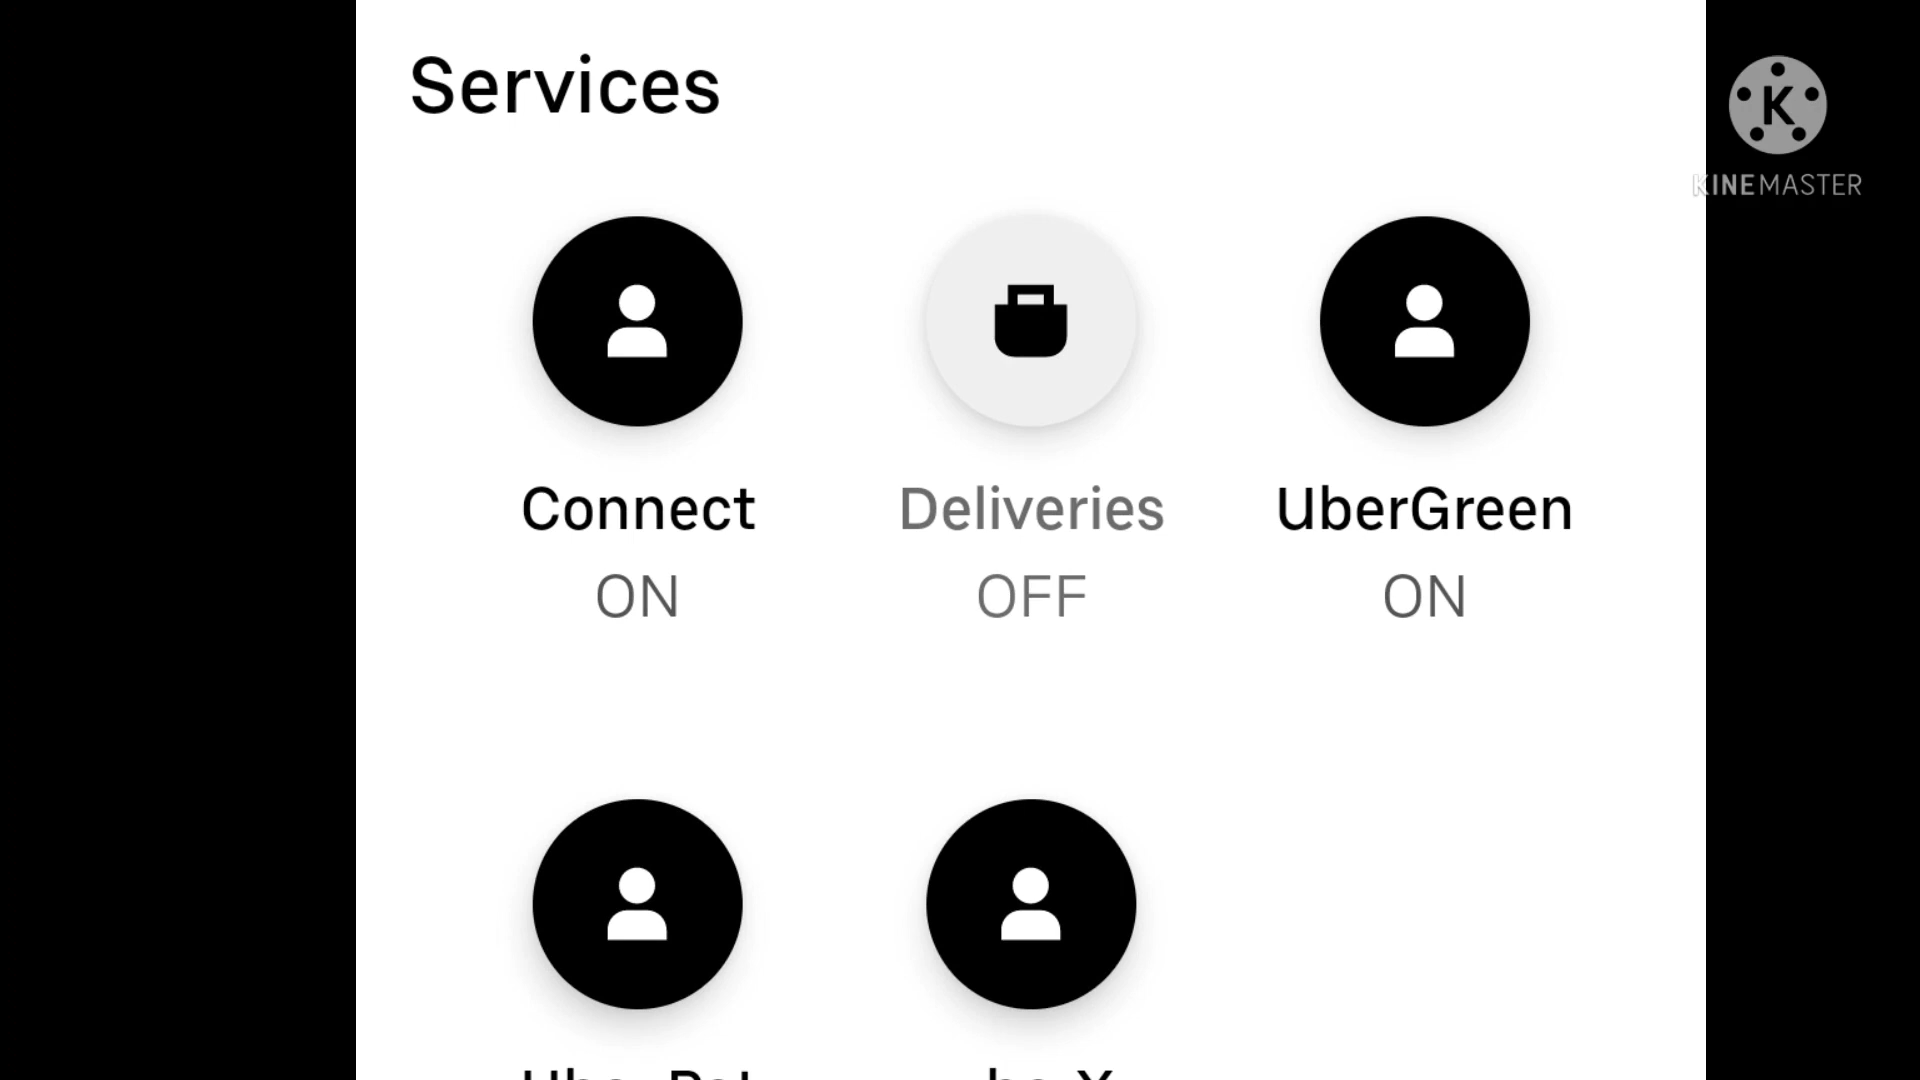 Services
K
KINEMASTER
Connect
Deliveries
UberGreen
ON
OFF
ON